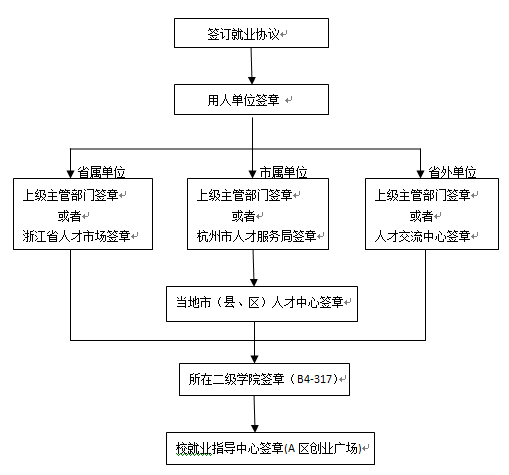 签订就业协议
用人单位签章
省属单位
市属单位
省外单位
上级主管部门签章
或者
浙江省人才市场签章
上级主管部门签章
或者
杭州市人才服务局签章
上级主管部门签章
或者
人才交流中心签章
当地市（县、区）人才中心签章
所在二级学院签章（B4-317）
校就业指导中心签章(A 区创业广场)